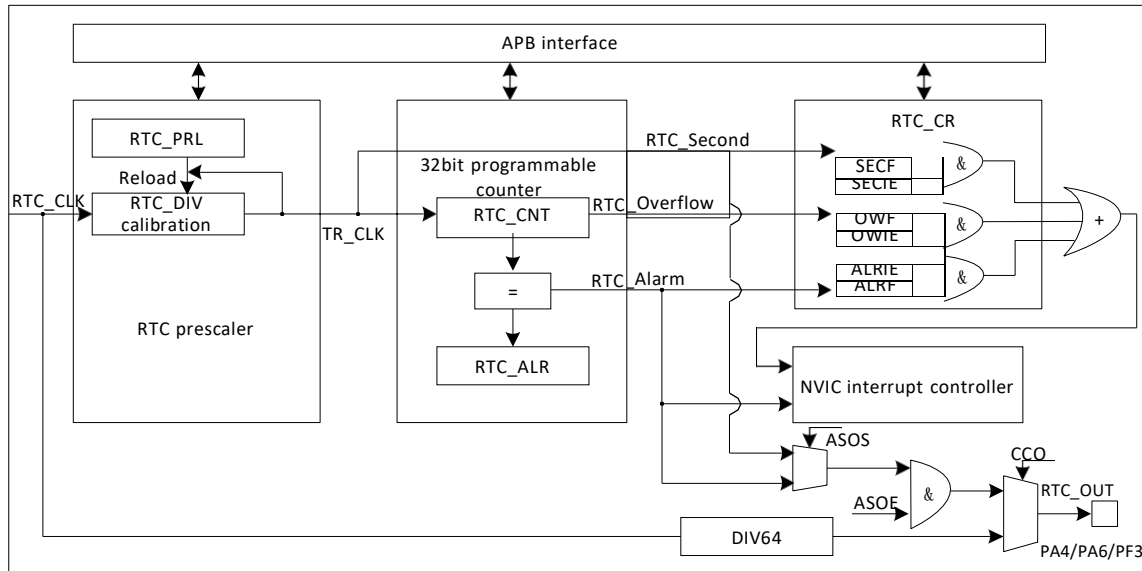 APB interface
RTC_PRL
Reload
RTC_CLK
RTC_DIV
calibration
TR_CLK
RTC prescaler
32bit programmable
counter
RTC_CNT
=
RTC_ALR
RTC_Second
RTC_Overflow
RTC_Alarm
RTC_CR
SECF
SECIE
&
OWF
OWIE
&
ALRIE
ALRF
&
+
NVIC interrupt controller
ASOS
CCO
ASOE
&
RTC_OUT
DIV64
PA4/PA6/PF3